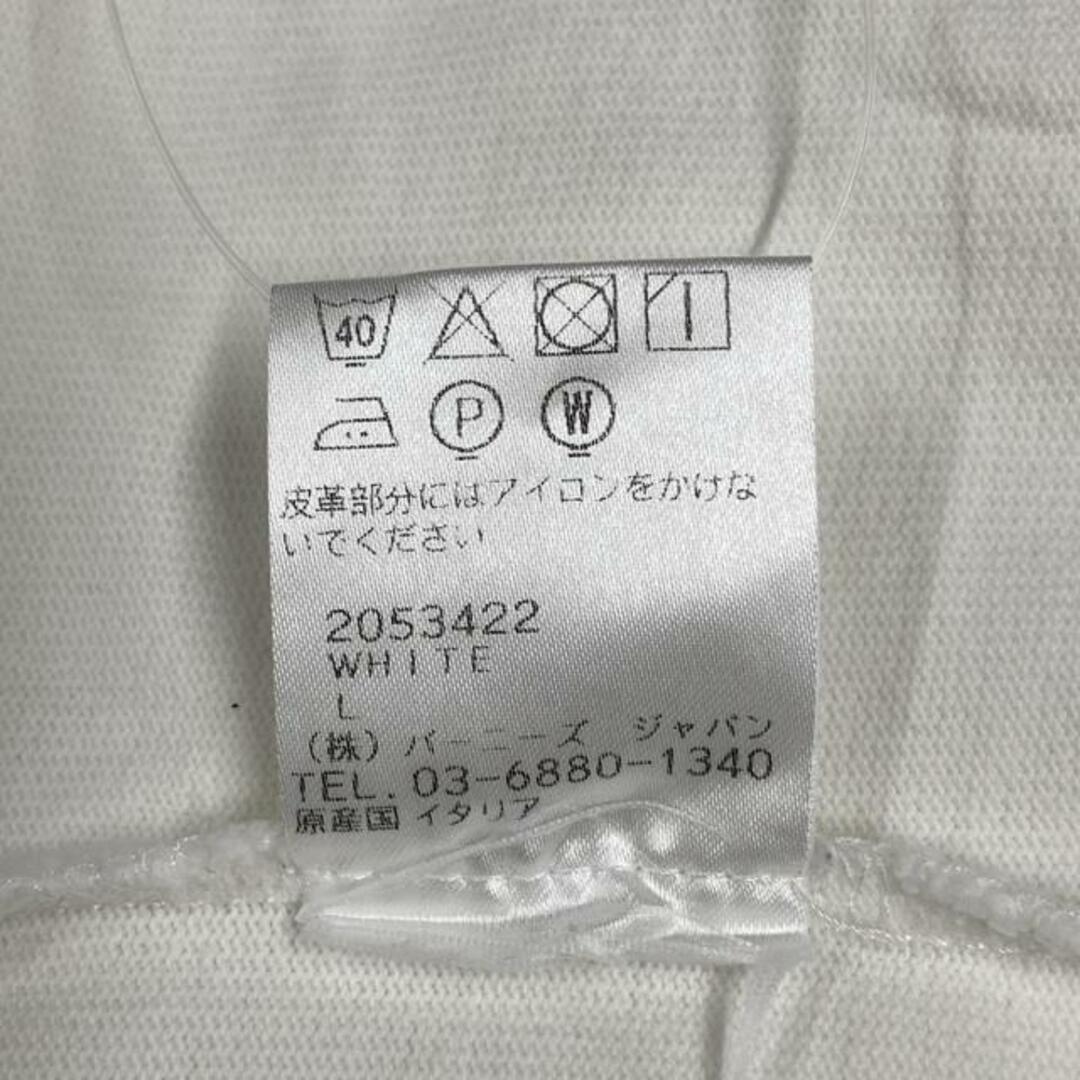 40
P W
皮革部分にはアイロンをかけな
いでください
2053422
WHITE
L
（株）バーニーズ ジャパン
TEL. 03-6880-1340
原産国 イタリア